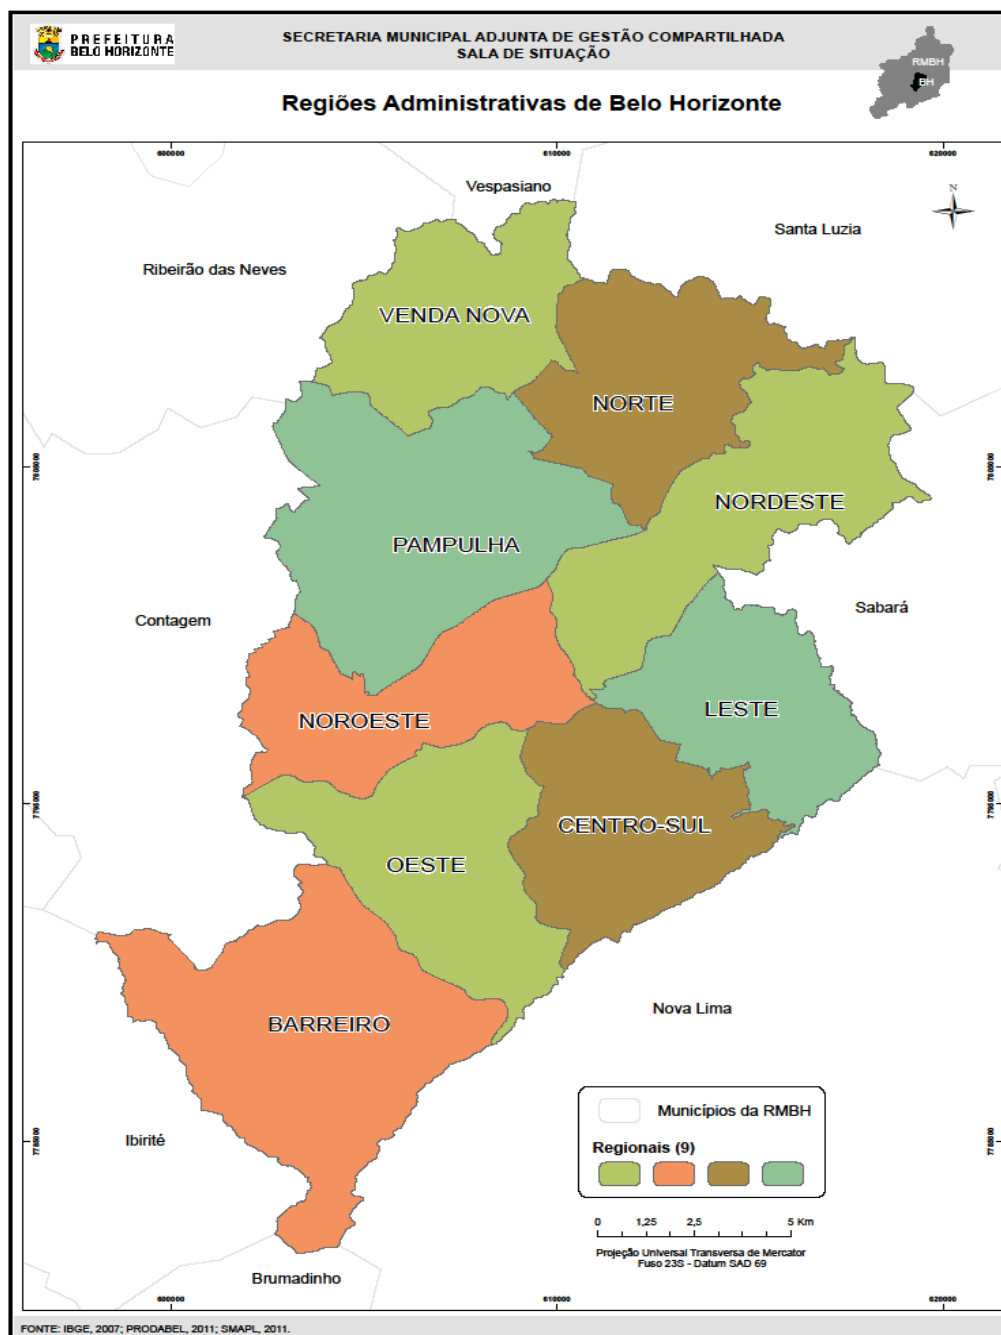 PREFEITURA
BELO HORIZONTE
SECRETARIA MUNICIPAL ADJUNTA DE GESTÃO COMPARTILHADA
SALA DE SITUAÇÃO
RMBH
BH
Regiões Administrativas de Belo Horizonte
600000
610000
620000
Vespasiano
N
Santa Luzia
Ribeirão das Neves
VENDA NOVA
NORTE
NORDESTE
PAMPULHA
Contagem
Sabará
NOROESTE
LESTE
7795000
7795000
CENTRO-SUL
OESTE
Nova Lima
BARREIRO
Municípios da RMBH
Ibirité
7785000
7785000
Regionais (9)
0 1,25 2,5 5 Km
Projeção Universal Transversa de Mercator
Fuso 23S - Datum SAD 69
Brumadinho
600000
610000
620000
FONTE: IBGE, 2007; PRODABEL, 2011; SMAPL, 2011.